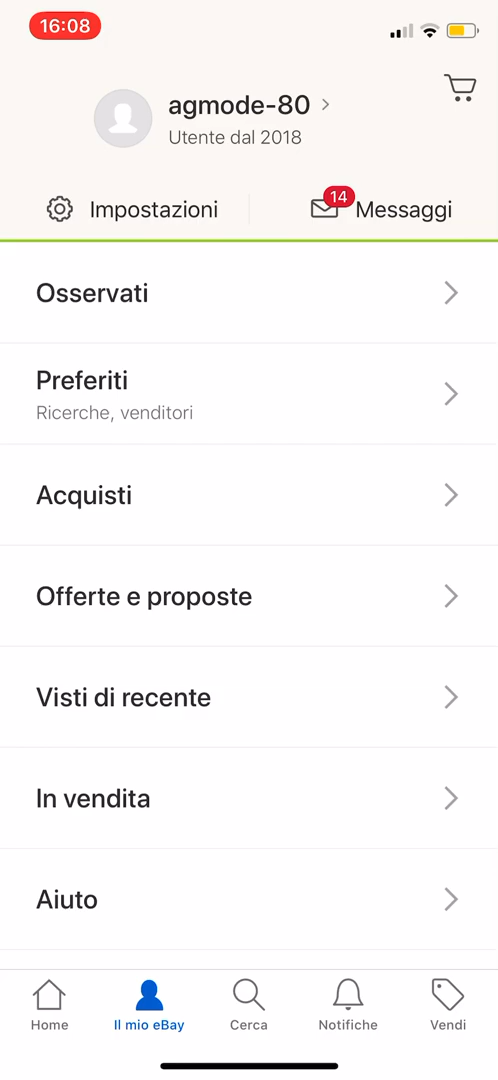 16:08
agmode-80
Utente dal 2018
Impostazioni
14
Messaggi
Osservati
Preferiti
Ricerche, venditori
Acquisti
Offerte e proposte
Visti di recente
In vendita
Aiuto
Home
Il mio eBay
Cerca
Notifiche
Vendi